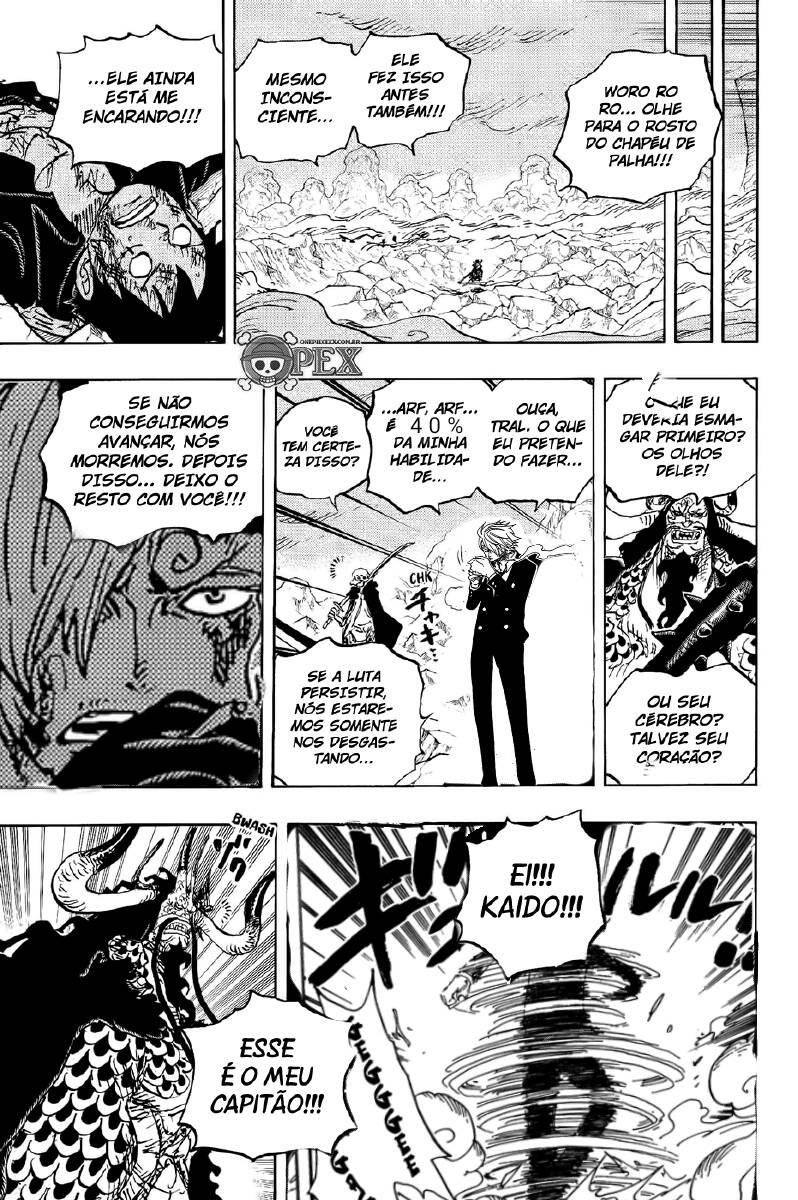 WORO RO
RO... OLHE
PARA O ROSTO
DO CHAPÉU DE
PALHA!!!
ELE
FEZ ISSO
ANTES
TAMBÉM!!!
MESMO
INCONS-
CIENTE...
...ELE AINDA
ESTÁ ME
ENCARANDO!!!
ONEPIECEEX.COM.BR
OPEX
O QUE EU
DEVERIA ESMA-
GAR PRIMEIRO?
OS OLHOS
DELE?!
OU SEU
CÉREBRO?
TALVEZ SEU
CORAÇÃO?
OUÇA,
TRAL. O QUE
EU PRETEN-
DO FAZER...
...ARF, ARF...
É 40%
DA MINHA
HABILIDA-
DE...
VOCÊ
TEM CERTE-
ZA DISSO?
CHK
チャキ…
SE A LUTA
PERSISTIR,
NÓS ESTARE-
MOS SOMENTE
NOS DESGAS-
TANDO...
SE NÃO
CONSEGUIRMOS
AVANÇAR, NÓS
MORREMOS. DEPOIS
DISSO... DEIXO O
RESTO COM VOCÊ!!!
EI!!!
KAIDO!!!
BWASH
ESSE
É O MEU
CAPITÃO!!!